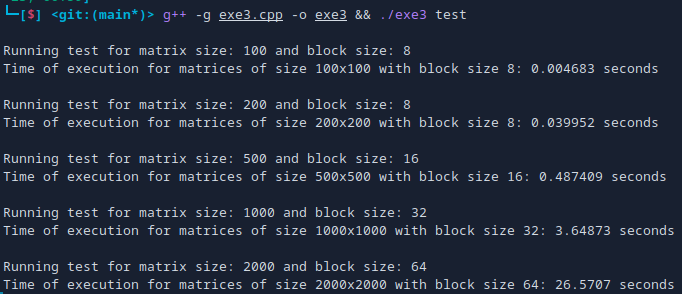 └─[$] <git:(main*)> g++ -g exe3.cpp -o exe3 && ./exe3 test
Running test for matrix size: 100 and block size: 8
Time of execution for matrices of size 100x100 with block size 8: 0.004683 seconds
Running test for matrix size: 200 and block size: 8
Time of execution for matrices of size 200x200 with block size 8: 0.039952 seconds
Running test for matrix size: 500 and block size: 16
Time of execution for matrices of size 500x500 with block size 16: 0.487409 seconds
Running test for matrix size: 1000 and block size: 32
Time of execution for matrices of size 1000x1000 with block size 32: 3.64873 seconds
Running test for matrix size: 2000 and block size: 64
Time of execution for matrices of size 2000x2000 with block size 64: 26.5707 seconds